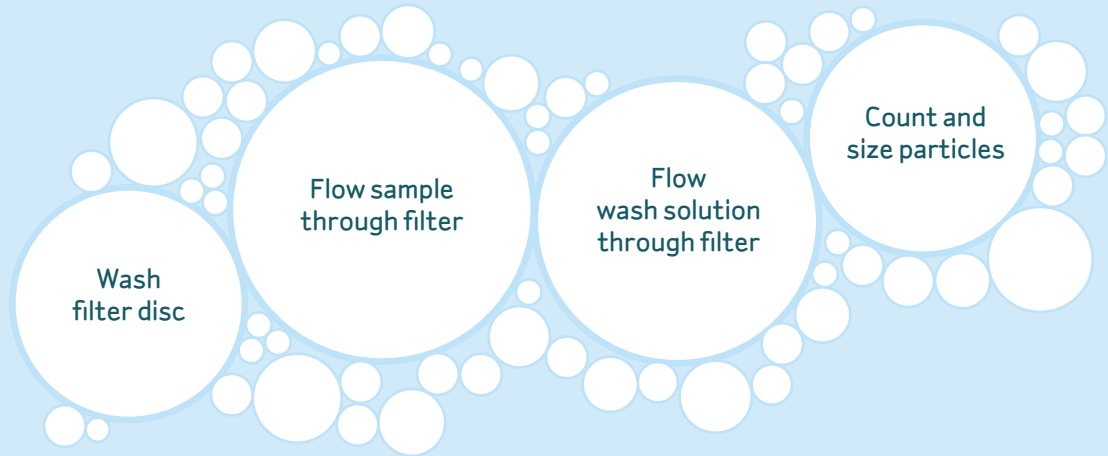 Wash
filter disc
Flow sample
through filter
Flow
wash solution
through filter
Count and
size particles